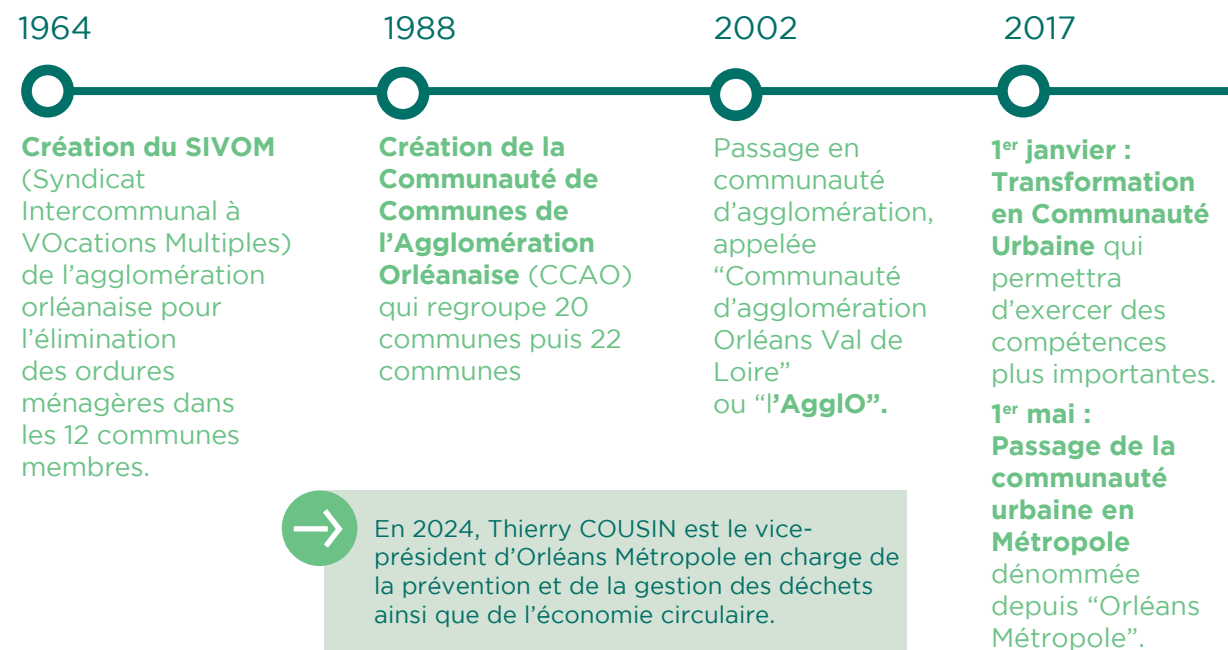 1964
Création du SIVOM
(Syndicat
Intercommunal à
VOcations Multiples)
de l'agglomération
orléanaise pour
l'élimination
des ordures
ménagères dans
les 12 communes
membres.
1988
Création de la
Communauté de
Communes de
l'Agglomération
Orléanaise (CCAO)
qui regroupe 20
communes puis 22
communes
2002
Passage en
communauté
d'agglomération,
appelée
“Communauté
d'agglomération
Orléans Val de
Loire”
ou “l'AgglO”.
2017
1er janvier :
Transformation
en Communauté
Urbaine qui
permettra
d'exercer des
compétences
plus importantes.
1er mai :
Passage de la
communauté
urbaine en
Métropole
dénommée
depuis “Orléans
Métropole”.
En 2024, Thierry COUSIN est le vice-
président d'Orléans Métropole en charge de
la prévention et de la gestion des déchets
ainsi que de l'économie circulaire.